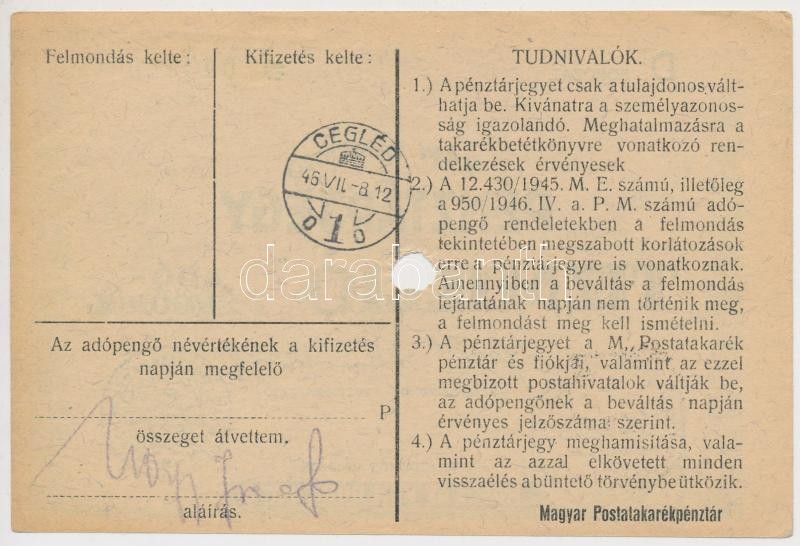 Felmondás kelte:
Kifizetés kelte:
CEGLÉD
46 VII.-8. 12
1
Az adópengő névértékének a kifizetés
napján megfelelő
P
összeget átvettem.
aláírás.
TUDNIVALÓK.
1.) A pénztárjegyet csak a tulajdonos vált-
hatja be. Kivánatra a személyazonos-
ság igazolandó. Meghatalmazásra a
takarékbetétkönyvre vonatkozó ren-
delkezések érvényesek
2.) A 12.430/1945. M. E. számú, illetőleg
a 950/1946. IV. a. P. M. számú adó-
pengő rendeletekben a felmondás
tekintetében megszabott korlátozások
erre a pénztárjegyre is vonatkoznak.
Amennyiben a beváltás a felmondás
lejáratának napján nem történik meg,
a felmondást meg kell ismételni.
3.) A pénztárjegyet a M. Postatakarék
pénztár és fiókjai, valamint az ezzel
megbizott postahivatalok váltják be,
az adópengőnek a beváltás napján
érvényes jelzőszáma szerint.
4.) A pénztárjegy meghamisítása, vala-
mint az azzal elkövetett minden
visszaélés a büntető törvénybe ütközik.
Magyar Postatakarékpénztár
darabanth